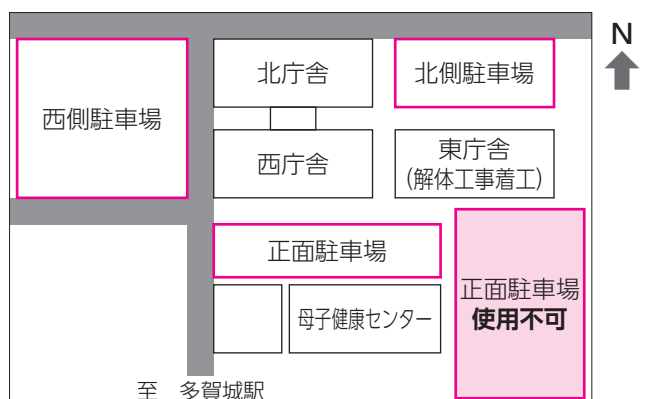 N
北庁舎
北側駐車場
西側駐車場
西庁舎
東庁舎
(解体工事着工)
正面駐車場
正面駐車場
使用不可
母子健康センター
至 多賀城駅